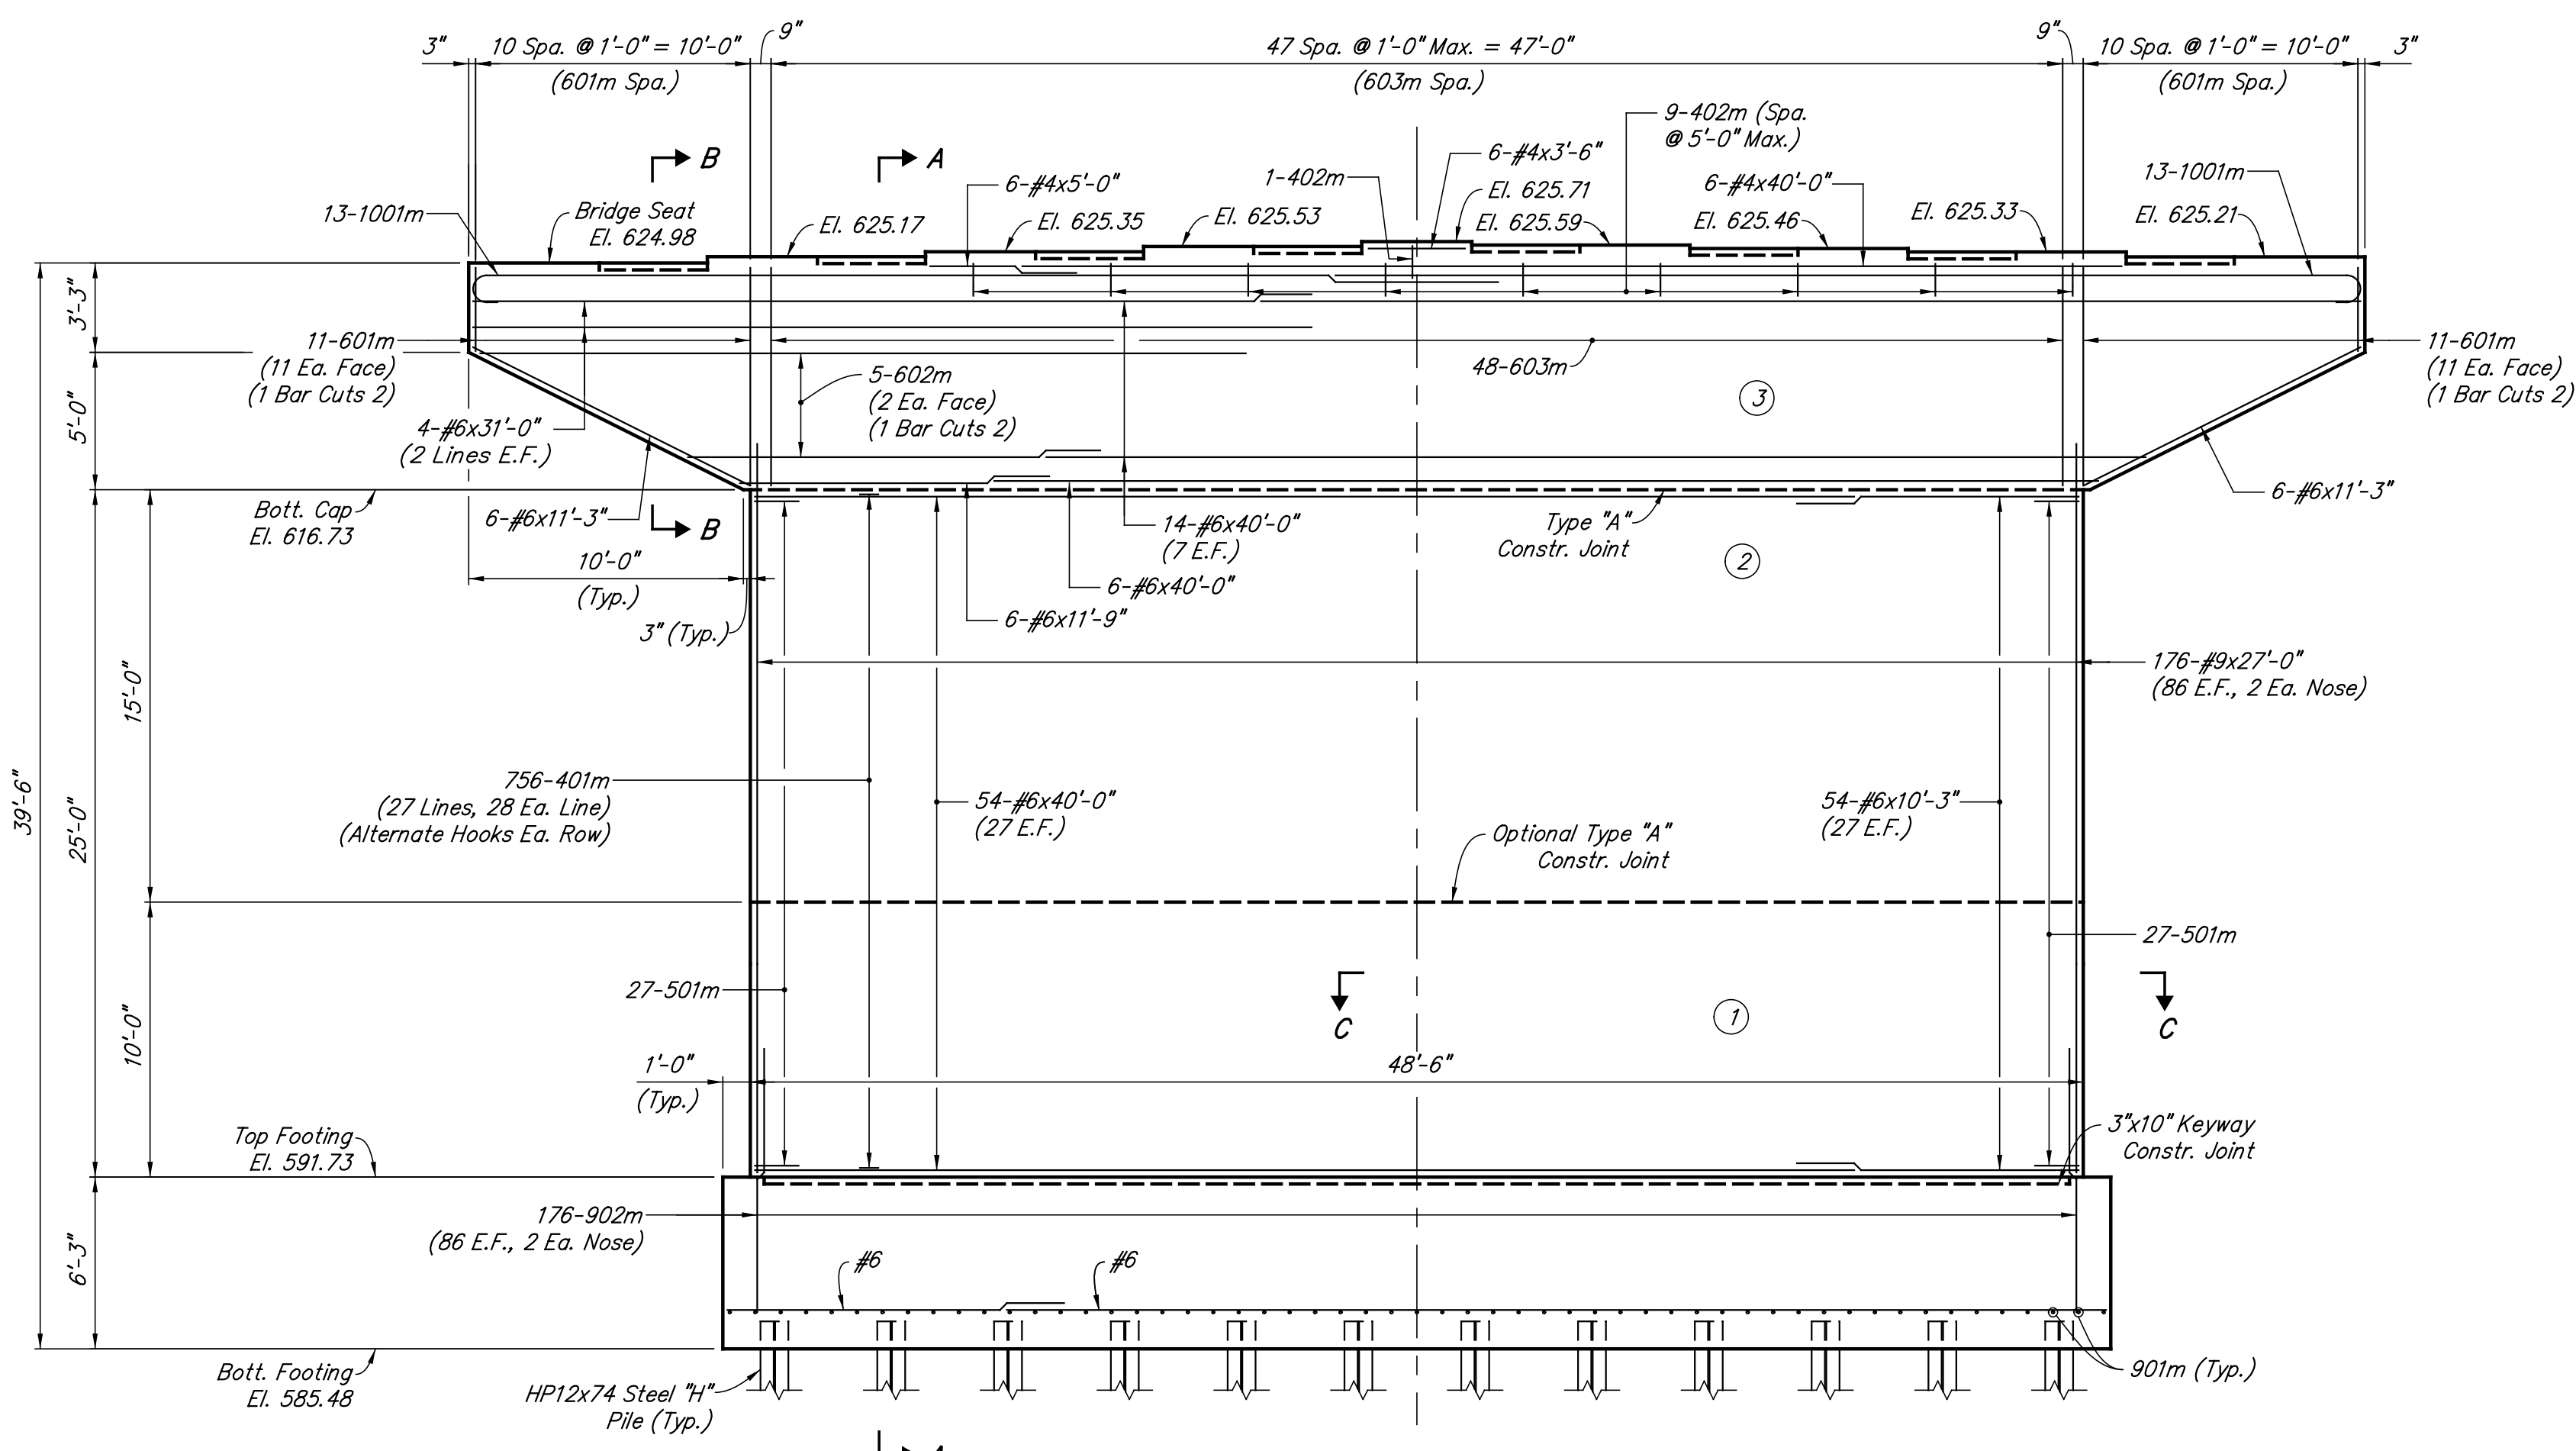 3" 10 Spa. @ 1'-0" = 10'-0" 9" 47 Spa. @ 1'-0" Max. = 47'-0" 9" 10 Spa. @ 1'-0" = 10'-0" 3"
(601m Spa.) (603m Spa.) (601m Spa.)
9-402m (Spa.
@ 5'-0" Max.)
B A
6-#4x5'-0"
1-402m
6-#4x3'-6"
El. 625.71
6-#4x40'-0"
13-1001m
13-1001m
Bridge Seat
El. 624.98
El. 625.17
El. 625.35
El. 625.53
El. 625.59
El. 625.46
El. 625.33
El. 625.21
3'-3"
11-601m
(11 Ea. Face)
(1 Bar Cuts 2)
5-602m
(2 Ea. Face)
(1 Bar Cuts 2)
48-603m
3
11-601m
(11 Ea. Face)
(1 Bar Cuts 2)
5'-0"
4-#6x31'-0"
(2 Lines E.F.)
Bott. Cap
El. 616.73
6-#6x11'-3"
B
14-#6x40'-0"
(7 E.F.)
Type "A"
Constr. Joint
6-#6x11'-3"
2
10'-0"
(Typ.)
3" (Typ.)
6-#6x40'-0"
6-#6x11'-9"
15'-0"
176-#9x27'-0"
(86 E.F., 2 Ea. Nose)
39'-6"
25'-0"
756-401m
(27 Lines, 28 Ea. Line)
(Alternate Hooks Ea. Row)
54-#6x40'-0"
(27 E.F.)
54-#6x10'-3"
(27 E.F.)
Optional Type "A"
Constr. Joint
27-501m
27-501m
10'-0"
C C
1
1'-0"
(Typ.)
48'-6"
Top Footing
El. 591.73
3"x10" Keyway
Constr. Joint
176-902m
(86 E.F., 2 Ea. Nose)
6'-3"
#6 #6
Bott. Footing
El. 585.48
HP12x74 Steel "H"
Pile (Typ.)
901m (Typ.)